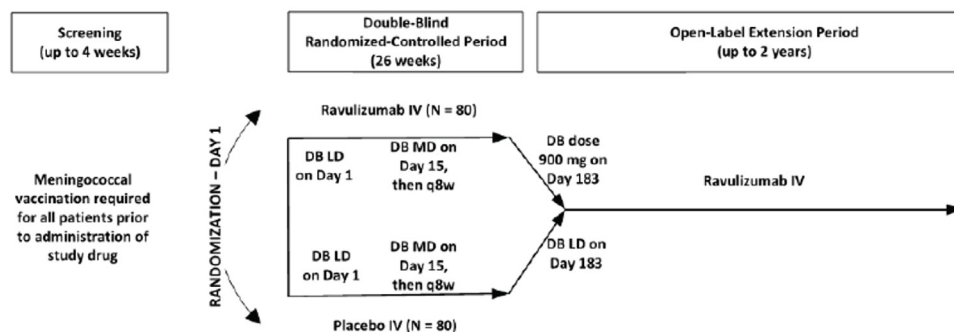 Screening
(up to 4 weeks)
Double-Blind
Randomized-Controlled Period
(26 weeks)
Open-Label Extension Period
(up to 2 years)
Meningococcal
vaccination required
for all patients prior
to administration of
study drug
RANDOMIZATION – DAY 1
Ravulizumab IV (N = 80)
DB LD
on Day 1
DB MD on
Day 15,
then q8w
DB LD
on Day 1
DB MD on
Day 15,
then q8w
Placebo IV (N = 80)
DB dose
900 mg on
Day 183
DB LD on
Day 183
Ravulizumab IV